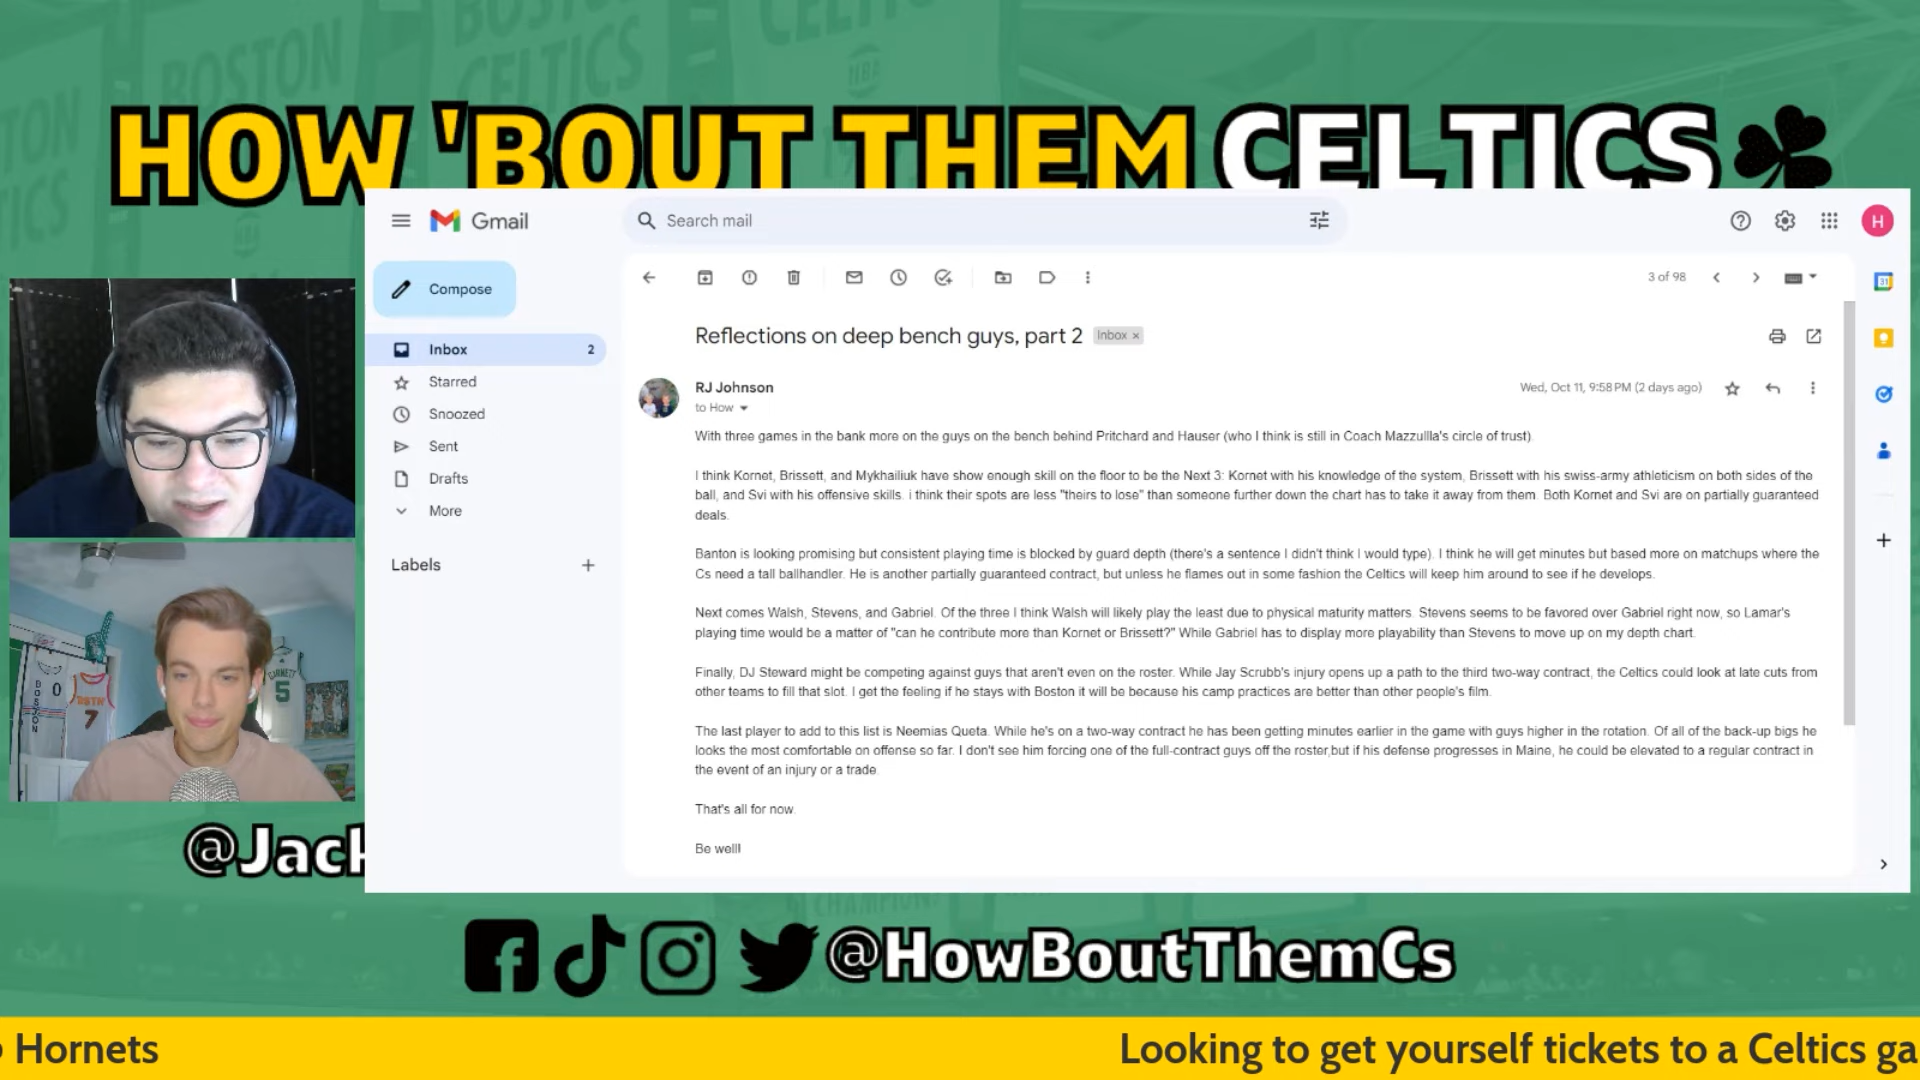 HOW 'BOUT THEM CELTICS
Gmail
Search mail
H
Compose
3 of 98
Inbox 2
Starred
Snoozed
Sent
Drafts
More
Labels
Reflections on deep bench guys, part 2 Inbox ×
RJ Johnson
Wed, Oct 11, 9:58 PM (2 days ago)
to How
With three games in the bank more on the guys on the bench behind Pritchard and Hauser (who I think is still in Coach Mazzullla's circle of trust).
I think Kornet, Brissett, and Mykhailiuk have show enough skill on the floor to be the Next 3: Kornet with his knowledge of the system, Brissett with his swiss-army athleticism on both sides of the
ball, and Svi with his offensive skills. i think their spots are less "theirs to lose" than someone further down the chart has to take it away from them. Both Kornet and Svi are on partially guaranteed
deals.
Banton is looking promising but consistent playing time is blocked by guard depth (there's a sentence I didn't think I would type). I think he will get minutes but based more on matchups where the
Cs need a tall ballhandler. He is another partially guaranteed contract, but unless he flames out in some fashion the Celtics will keep him around to see if he develops.
Next comes Walsh, Stevens, and Gabriel. Of the three I think Walsh will likely play the least due to physical maturity matters. Stevens seems to be favored over Gabriel right now, so Lamar's
playing time would be a matter of "can he contribute more than Kornet or Brissett?" While Gabriel has to display more playability than Stevens to move up on my depth chart.
Finally, DJ Steward might be competing against guys that aren't even on the roster. While Jay Scrubb's injury opens up a path to the third two-way contract, the Celtics could look at late cuts from
other teams to fill that slot. I get the feeling if he stays with Boston it will be because his camp practices are better than other people's film.
The last player to add to this list is Neemias Queta. While he's on a two-way contract he has been getting minutes earlier in the game with guys higher in the rotation. Of all of the back-up bigs he
looks the most comfortable on offense so far. I don't see him forcing one of the full-contract guys off the roster,but if his defense progresses in Maine, he could be elevated to a regular contract in
the event of an injury or a trade.
That's all for now.
Be well!
BOSTON 0
7
GARNETT
5
@Jack
@HowBoutThemCs
Hornets
Looking to get yourself tickets to a Celtics ga
BOSTON
BOSTON CELTICS
CELTICS
CHAMPIONS